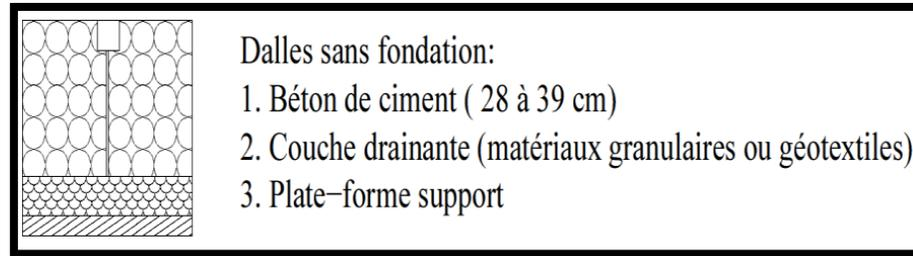 Dalles sans fondation:
1. Béton de ciment ( 28 à 39 cm)
2. Couche drainante (matériaux granulaires ou géotextiles)
3. Plate−forme support